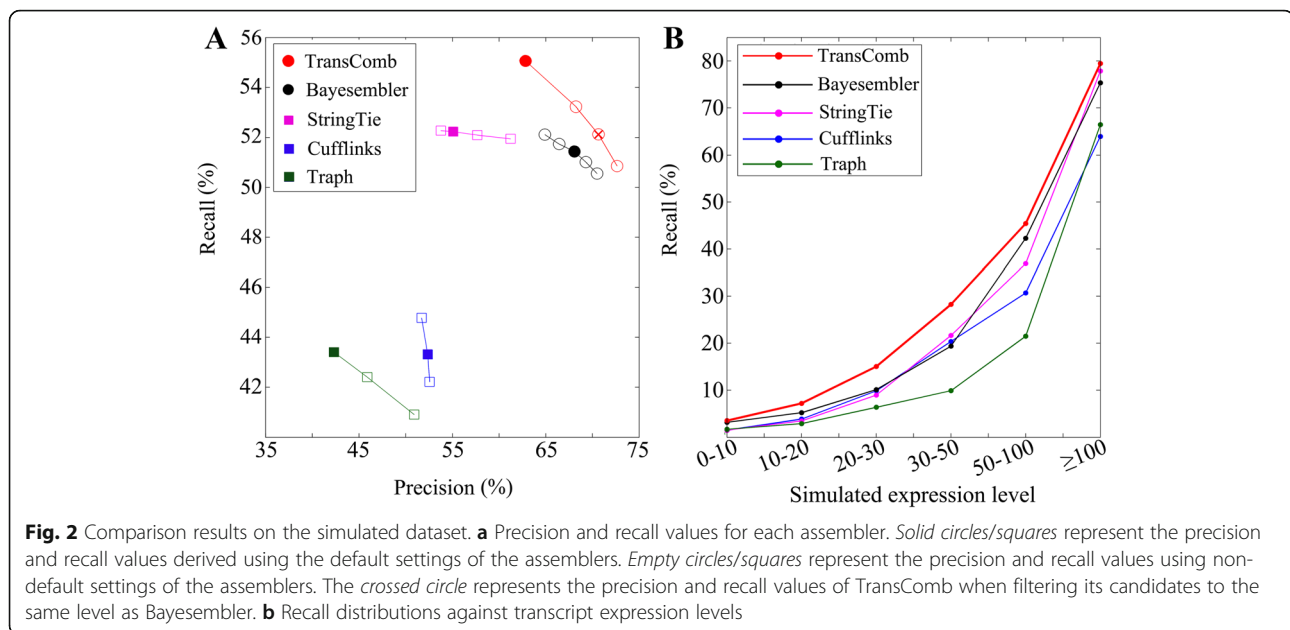 A
56
54
52
50
48
46
44
42
Recall (%)
TransComb
Bayesembler
StringTie
Cufflinks
Traph
35
45
55
65
75
Precision (%)
B
80
70
60
50
40
30
20
10
Recall (%)
TransComb
Bayesembler
StringTie
Cufflinks
Traph
0-10
10-20
20-30
30-50
50-100
≥100
Simulated expression level
Fig. 2 Comparison results on the simulated dataset. a Precision and recall values for each assembler. Solid circles/squares represent the precision
and recall values derived using the default settings of the assemblers. Empty circles/squares represent the precision and recall values using non-
default settings of the assemblers. The crossed circle represents the precision and recall values of TransComb when filtering its candidates to the
same level as Bayesembler. b Recall distributions against transcript expression levels